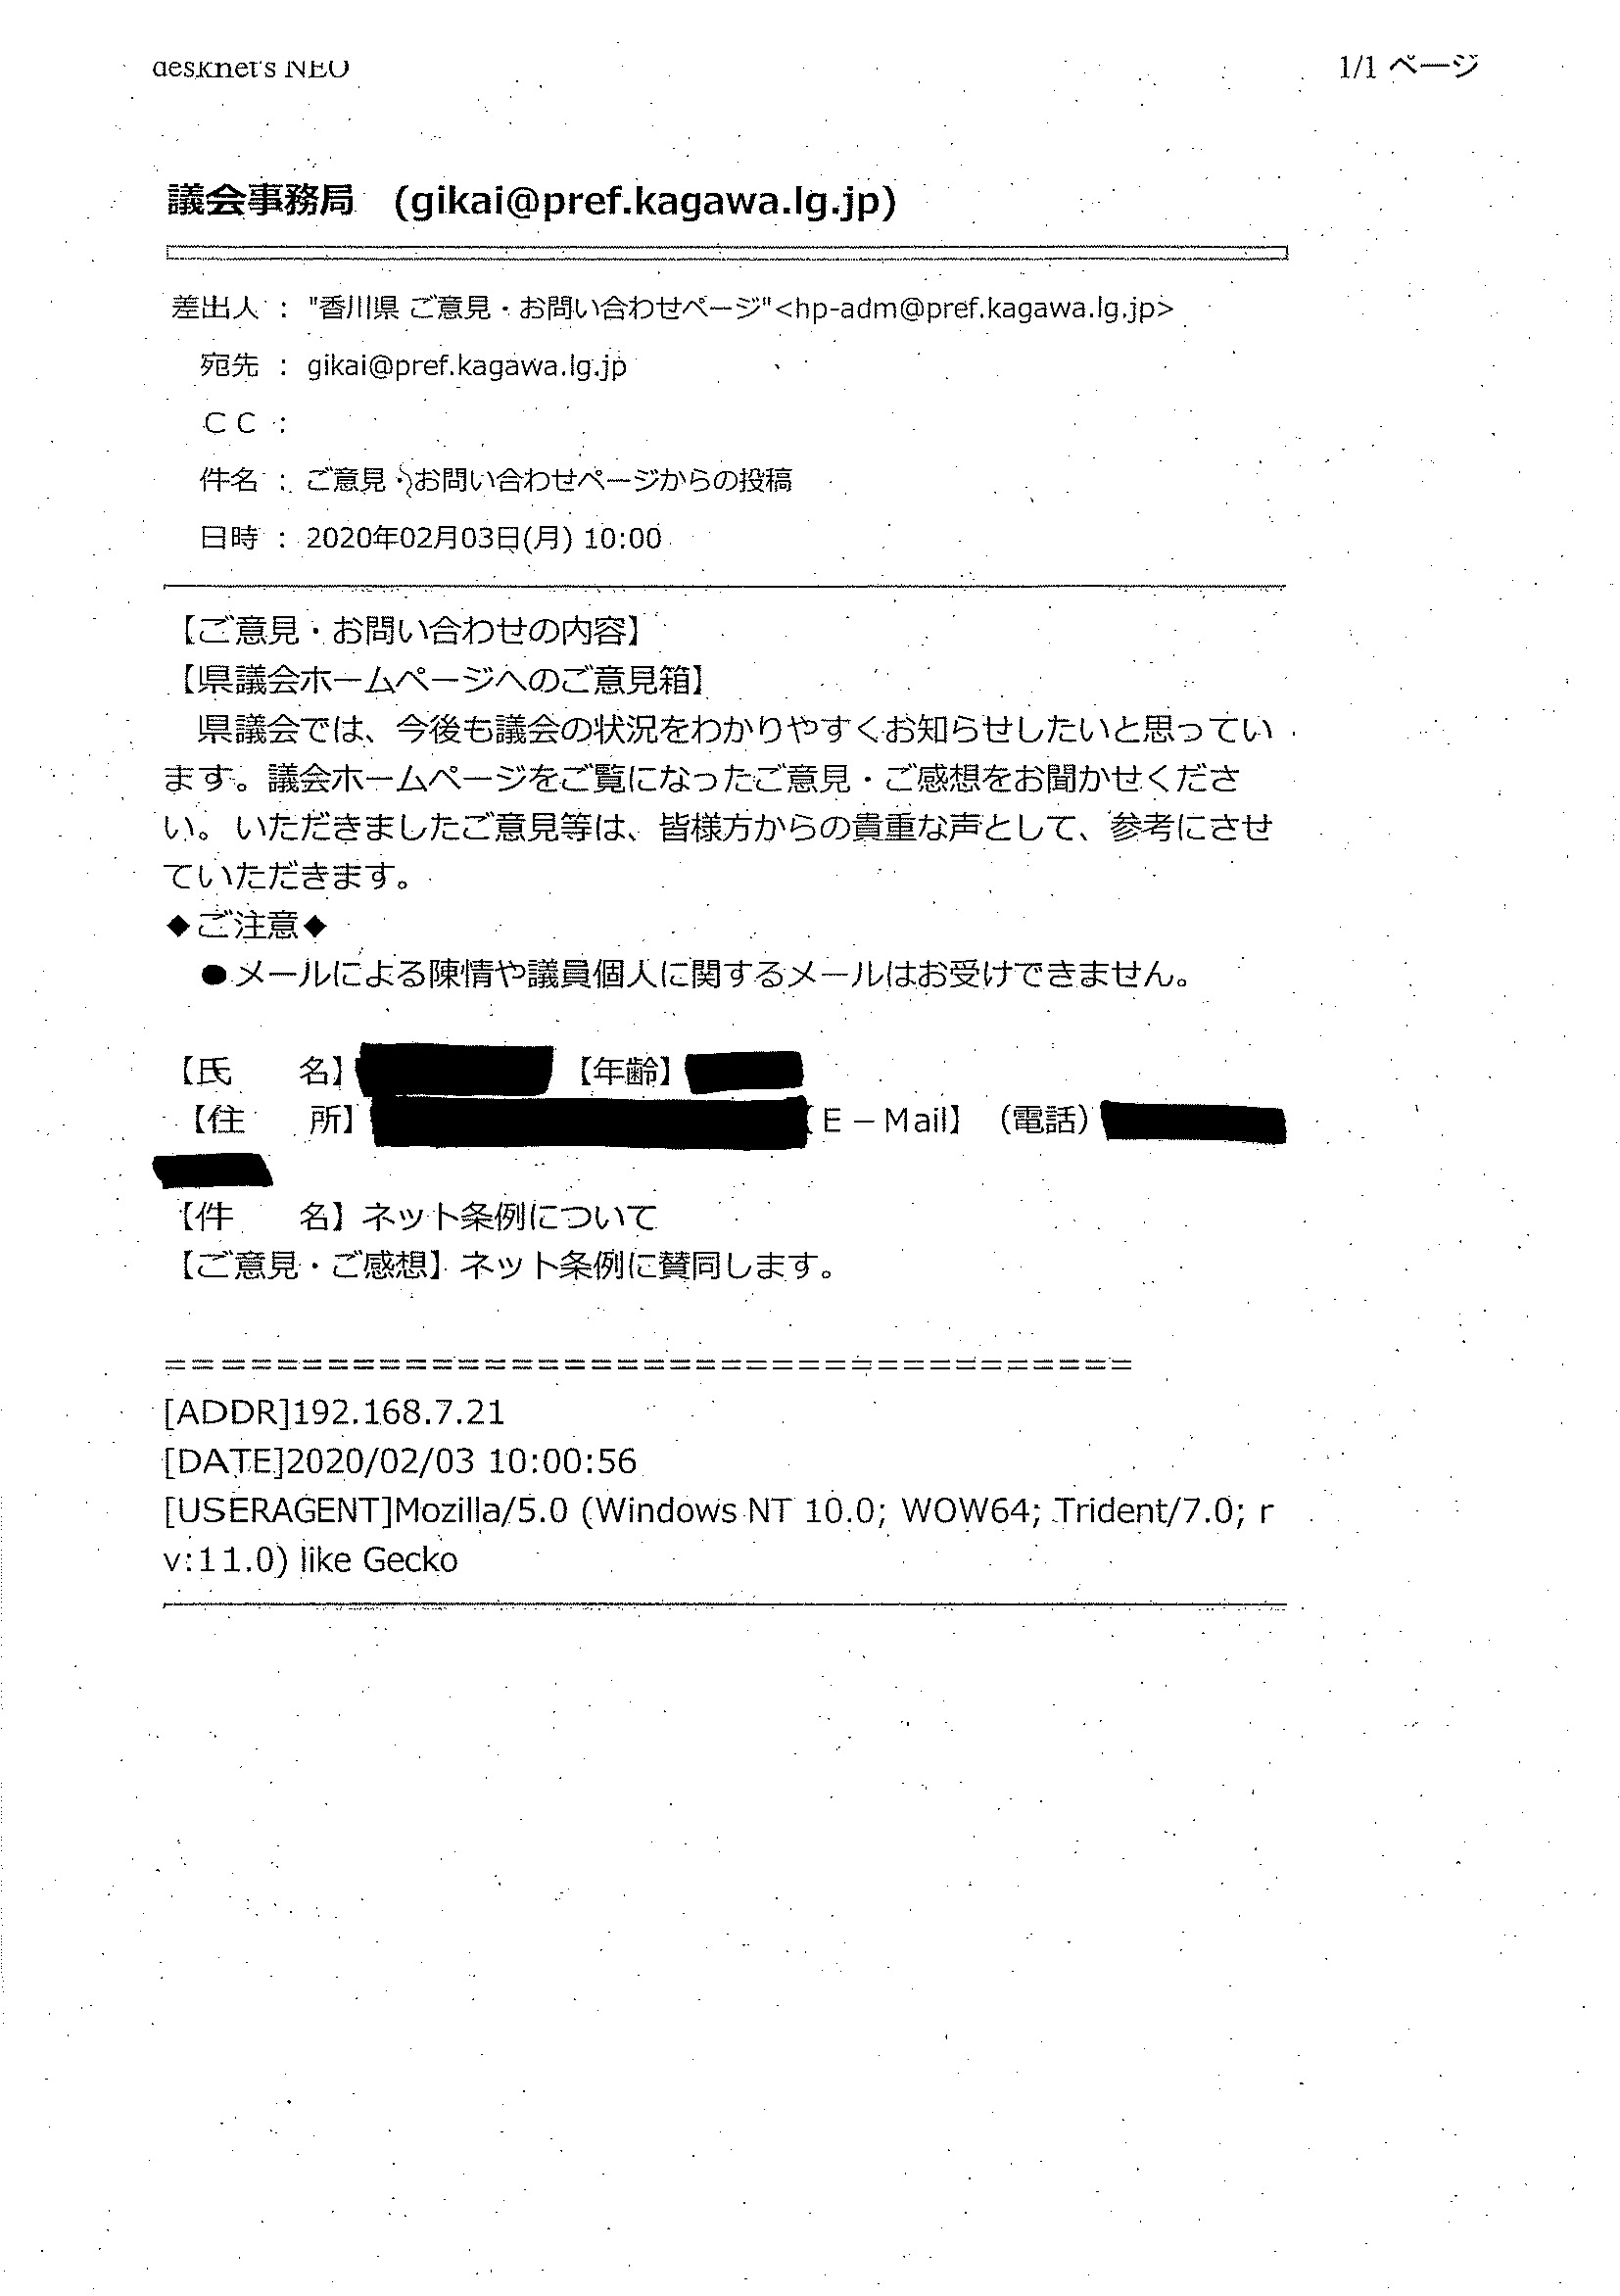 desknet's NEO 1/1 ページ
議会事務局 (gikai@pref.kagawa.lg.jp)
差出人 : "香川県 ご意見・お問い合わせページ"<hp-adm@pref.kagawa.lg.jp>
宛先 : gikai@pref.kagawa.lg.jp
ＣＣ :
件名 : ご意見・お問い合わせページからの投稿
日時 : 2020年02月03日(月) 10:00
【ご意見・お問い合わせの内容】
【県議会ホームページへのご意見箱】
　県議会では、今後も議会の状況をわかりやすくお知らせしたいと思ってい
ます。議会ホームページをご覧になったご意見・ご感想をお聞かせくださ
い。いただきましたご意見等は、皆様方からの貴重な声として、参考にさせ
ていただきます。
◆ご注意◆
　●メールによる陳情や議員個人に関するメールはお受けできません。
【氏　　名】 【年齢】
【住　　所】 【Ｅ－Mail】（電話）
【件　　名】ネット条例について
【ご意見・ご感想】ネット条例に賛同します。
=====================================
[ADDR]192.168.7.21
[DATE]2020/02/03 10:00:56
[USERAGENT]Mozilla/5.0 (Windows NT 10.0; WOW64; Trident/7.0; r
v:11.0) like Gecko